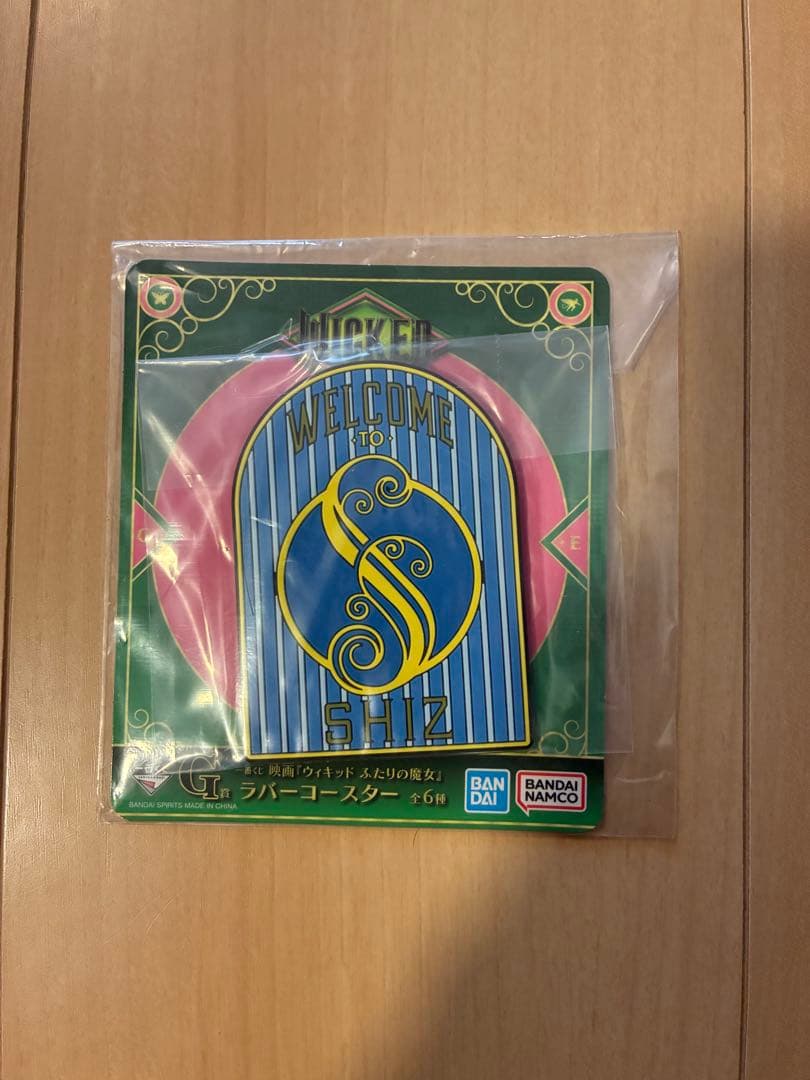 WICKED
WELCOME
·TO·
SHIZ
G賞
一番くじ 映画『ウィキッド ふたりの魔女』
ラバーコースター 全6種
BANDAI SPIRITS MADE IN CHINA
BAN
DAI
BANDAI
NAMCO